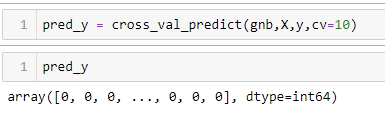 1 pred_y = cross_val_predict(gnb,X,y,cv=10)
1 pred_y
array([0, 0, 0, ..., 0, 0, 0], dtype=int64)